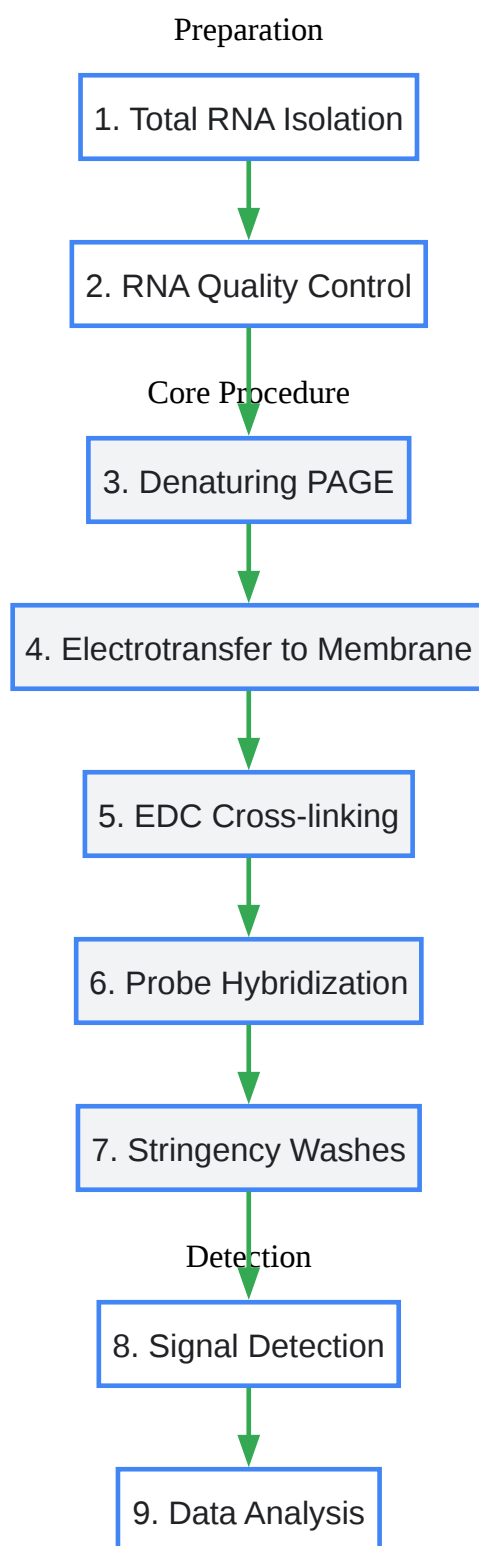 Preparation
1. Total RNA Isolation
2. RNA Quality Control
Core Procedure
3. Denaturing PAGE
4. Electrotransfer to Membrane
5. EDC Cross-linking
6. Probe Hybridization
7. Stringency Washes
Detection
8. Signal Detection
9. Data Analysis